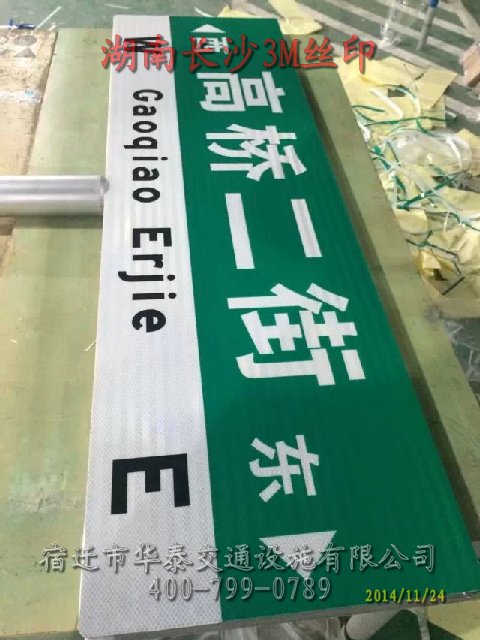 湖南长沙3M丝印
西 高桥二街 东
W Gaoqiao Erjie E
宿迁市华泰交通设施有限公司
400-799-0789
2014/11/24